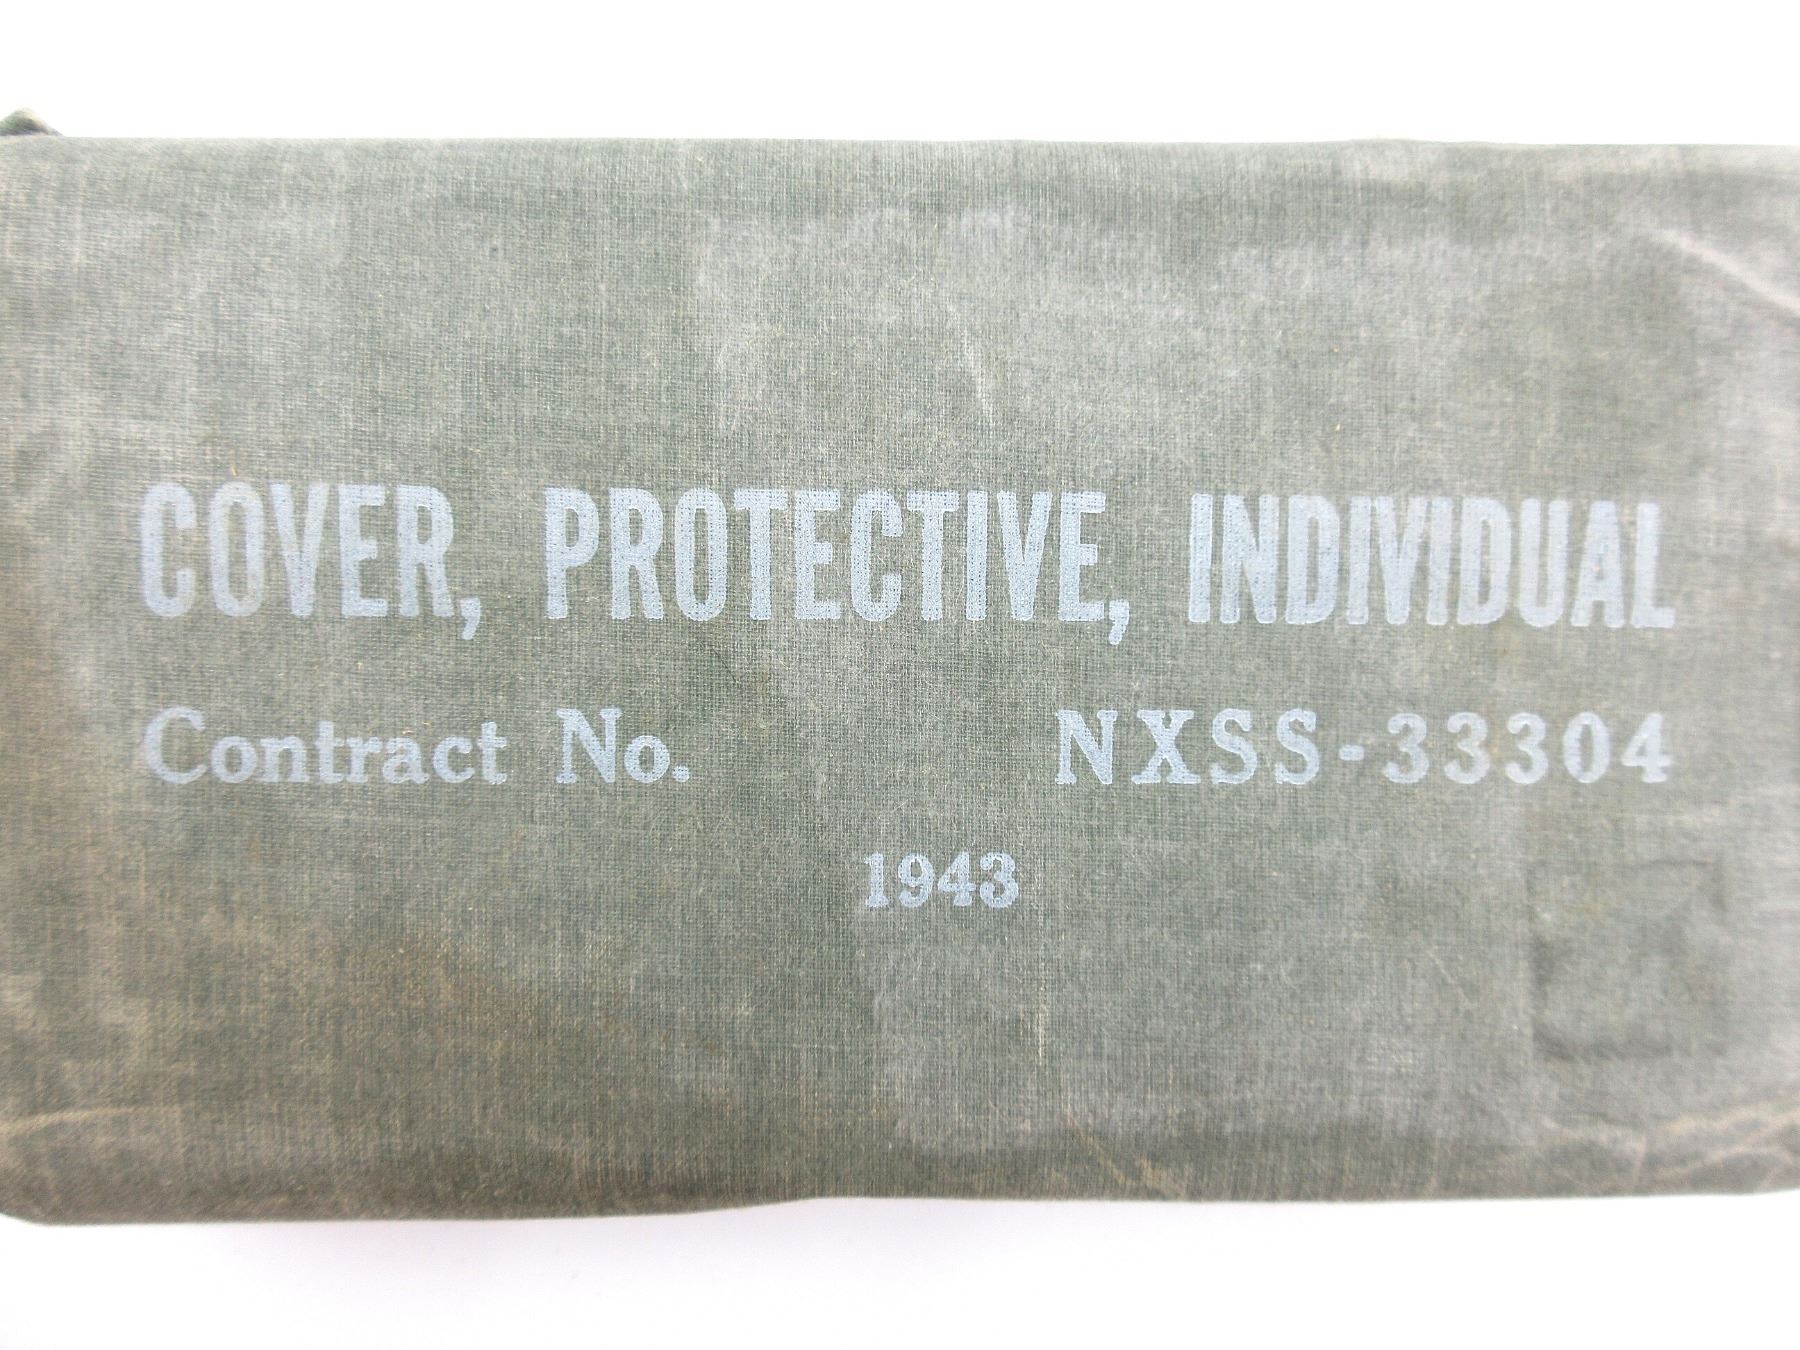 COVER, PROTECTIVE, INDIVIDUAL
Contract No. NXSS-33304
1943